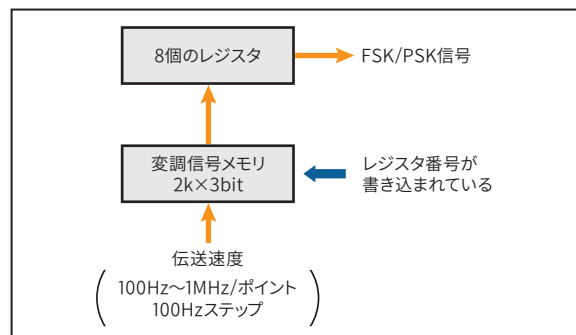 8個のレジスタ
FSK/PSK信号
変調信号メモリ
2k×3bit
レジスタ番号が
書き込まれている
伝送速度
100Hz～1MHz/ポイント
100Hzステップ